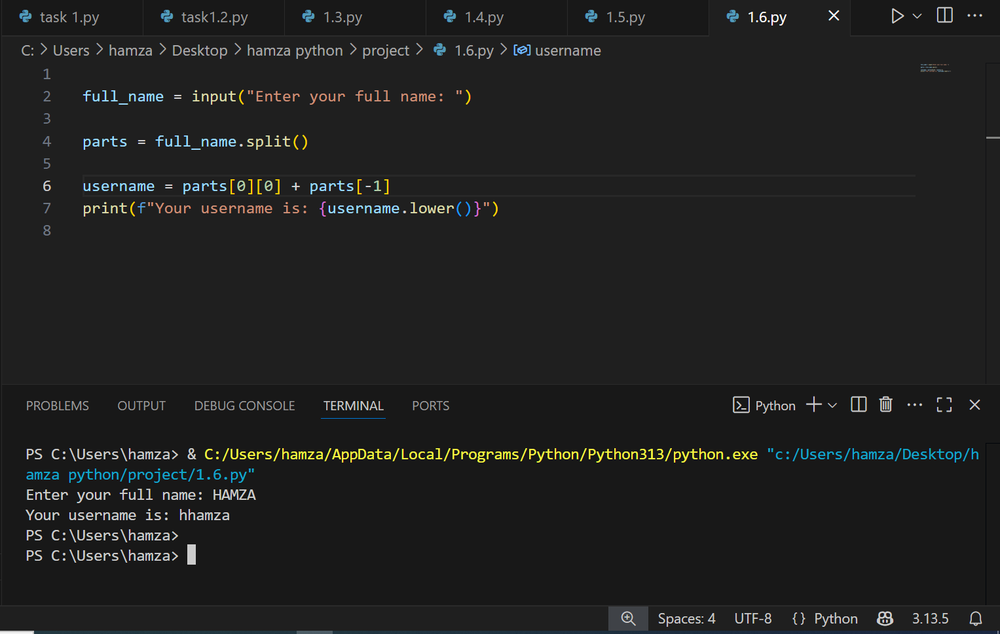 task 1.py task1.2.py 1.3.py 1.4.py 1.5.py 1.6.py
C: > Users > hamza > Desktop > hamza python > project > 1.6.py > username
1
2 full_name = input("Enter your full name: ")
3
4 parts = full_name.split()
5
6 username = parts[0][0] + parts[-1]
7 print(f"Your username is: {username.lower()}")
8
PROBLEMS OUTPUT DEBUG CONSOLE TERMINAL PORTS Python
PS C:\Users\hamza> & C:/Users/hamza/AppData/Local/Programs/Python/Python313/python.exe "c:/Users/hamza/Desktop/h
amza python/project/1.6.py"
Enter your full name: HAMZA
Your username is: hhamza
PS C:\Users\hamza>
PS C:\Users\hamza>
Spaces: 4 UTF-8 {} Python 3.13.5